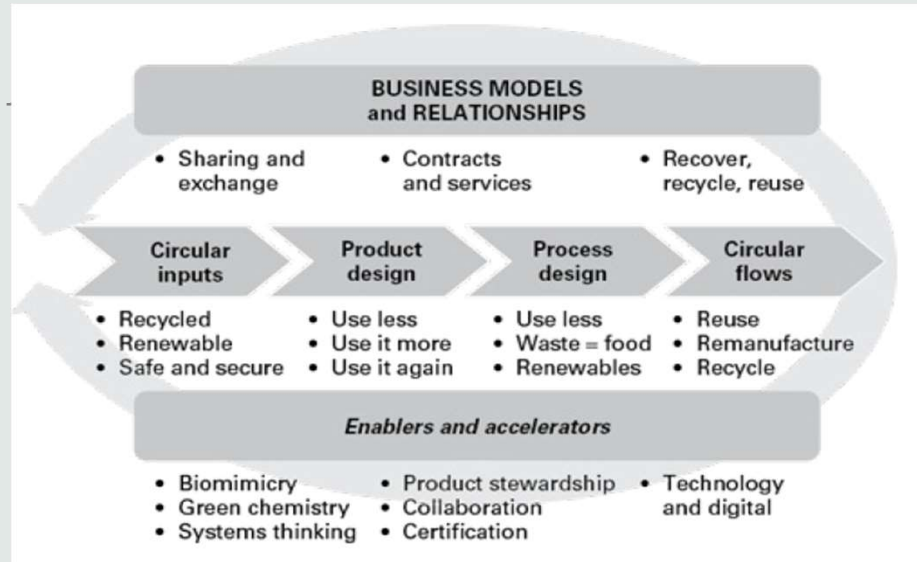 BUSINESS MODELS
and RELATIONSHIPS
• Sharing and
exchange
• Contracts
and services
• Recover,
recycle, reuse
Circular
inputs
Product
design
Process
design
Circular
flows
• Recycled
• Renewable
• Safe and secure
• Use less
• Use it more
• Use it again
• Use less
• Waste = food
• Renewables
• Reuse
• Remanufacture
• Recycle
Enablers and accelerators
• Biomimicry
• Green chemistry
• Systems thinking
• Product stewardship
• Collaboration
• Certification
• Technology
and digital